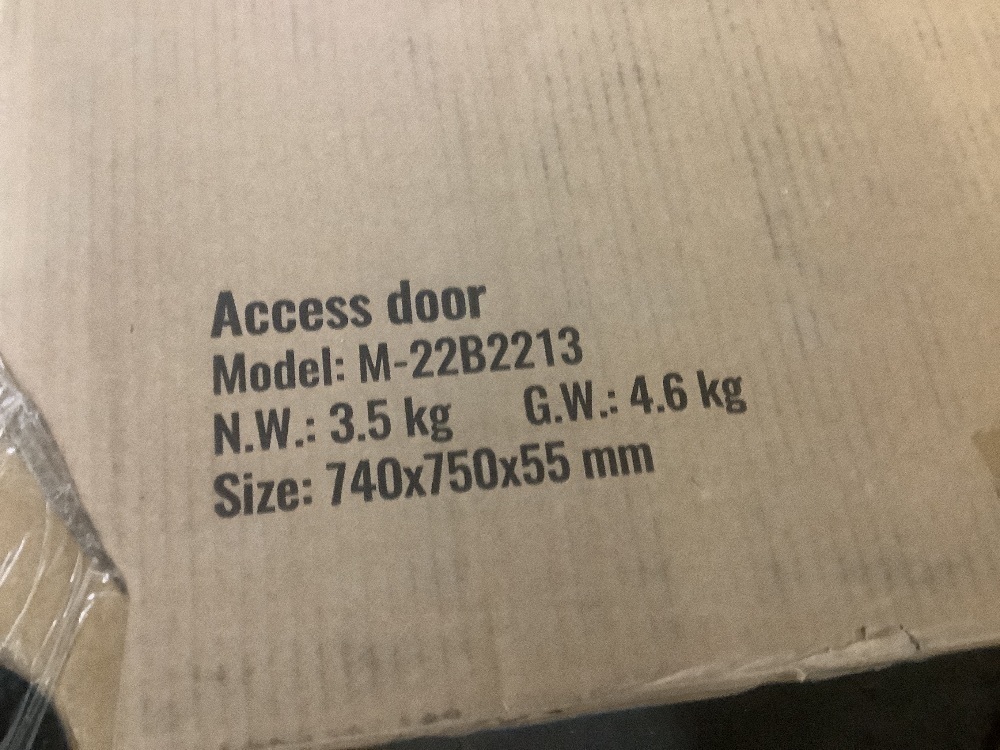 Access door
Model: M-22B2213
N.W.: 3.5 kg G.W.: 4.6 kg
Size: 740x750x55 mm